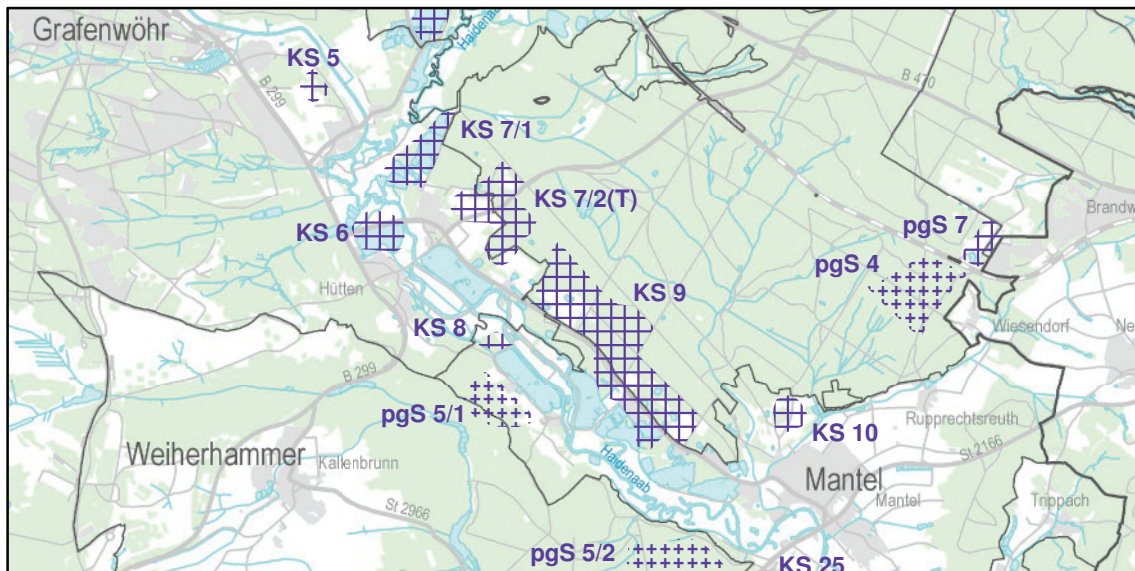 Grafenwöhr
Haidenaab
KS 5
B 299
B 470
KS 7/1
KS 7/2(T)
KS 6
pgS 7
Brandw
pgS 4
Hütten
KS 9
KS 8
Wiesendorf
Ne
B 299
pgS 5/1
Rupprechtsreuth
KS 10
St 2166
Weiherhammer
Kallenbrunn
Haidenaab
Mantel
Mantel
Trippach
St 2966
pgS 5/2
KS 25